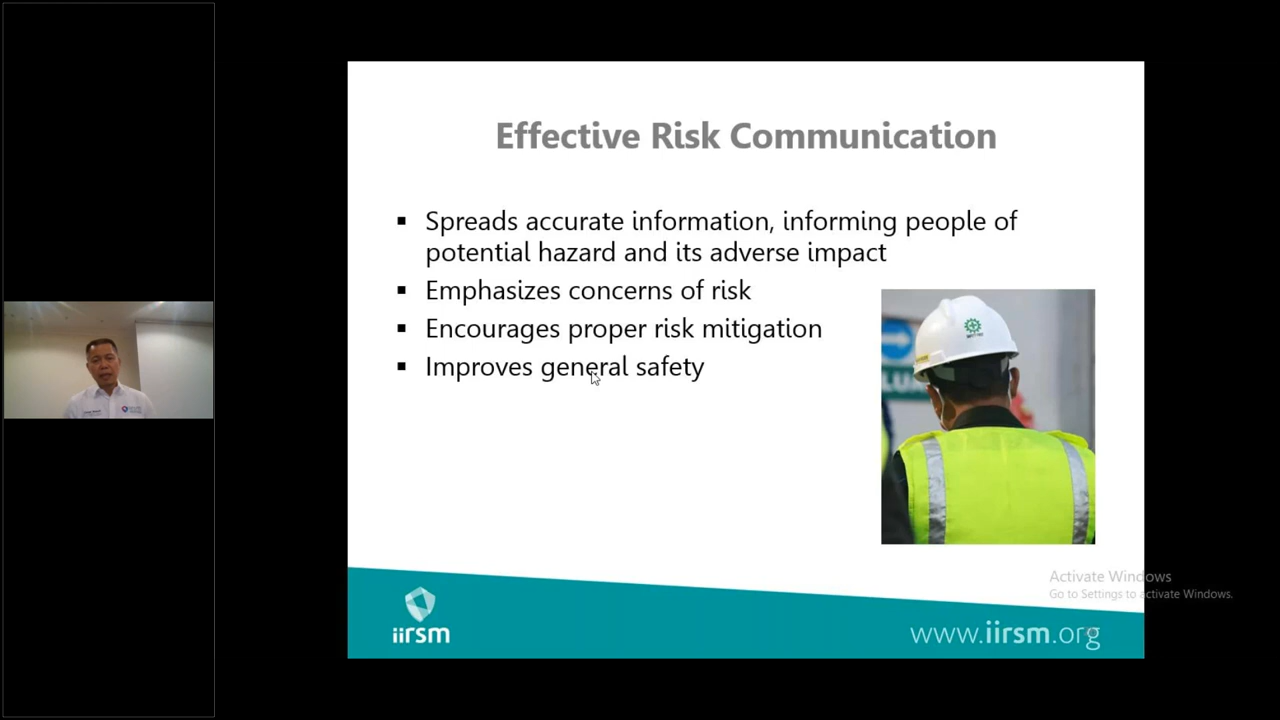 Effective Risk Communication
▪ Spreads accurate information, informing people of
potential hazard and its adverse impact
▪ Emphasizes concerns of risk
▪ Encourages proper risk mitigation
▪ Improves general safety
Activate Windows
Go to Settings to activate Windows.
iirsm
www.iirsm.org